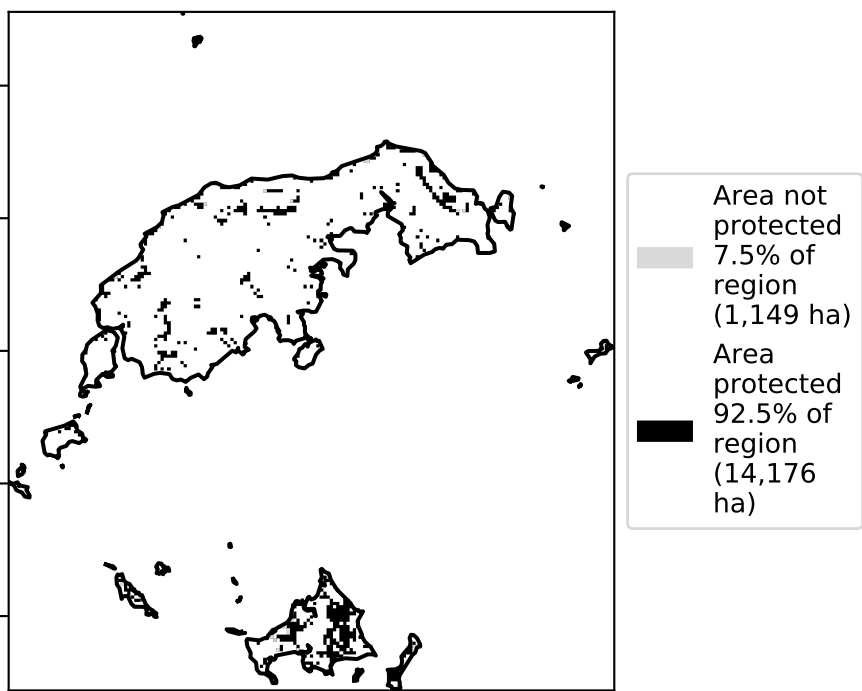 Area not
protected
7.5% of
region
(1,149 ha)
Area
protected
92.5% of
region
(14,176
ha)